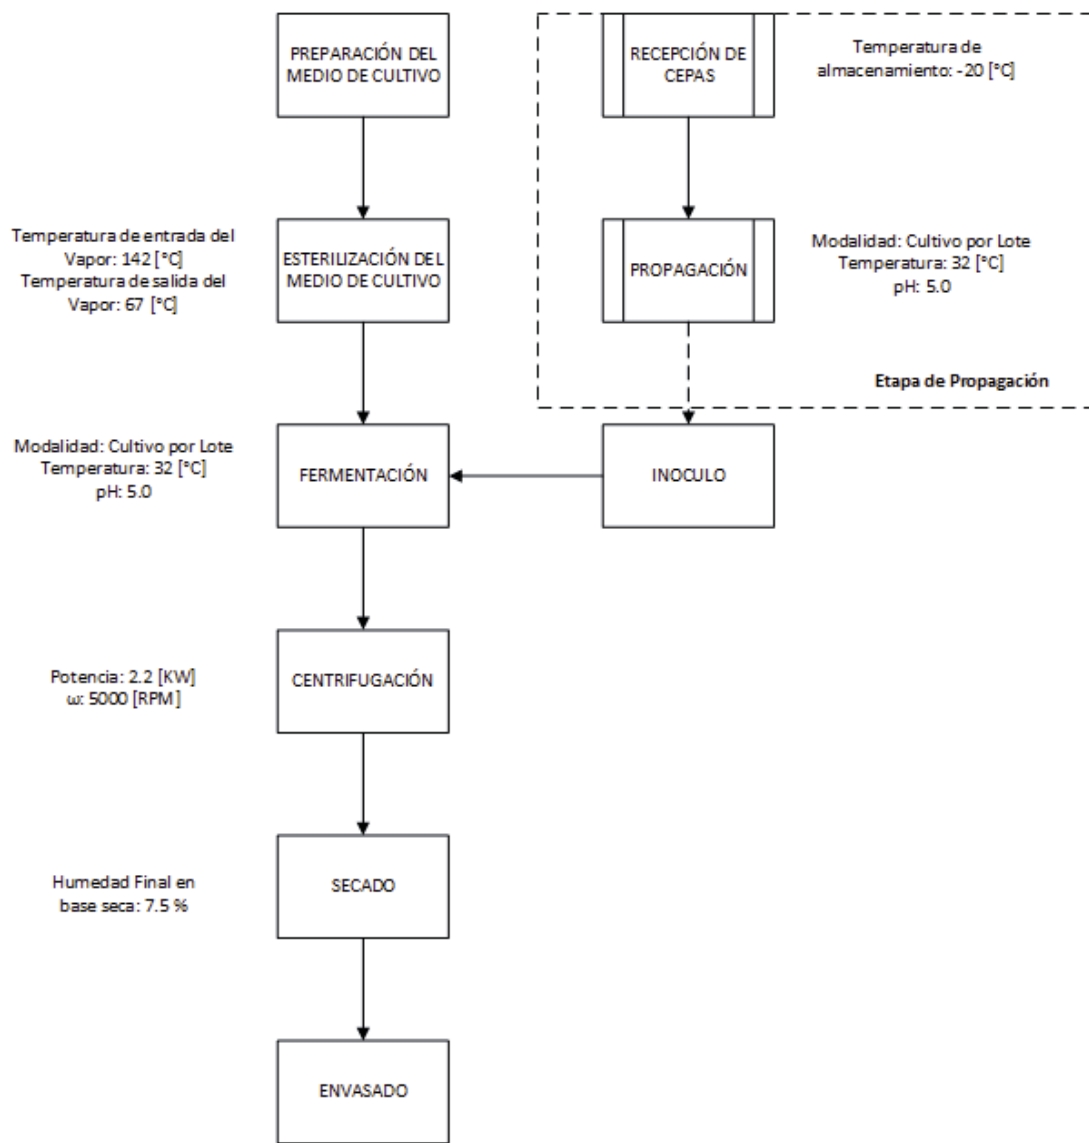 PREPARACIÓN DEL
MEDIO DE CULTIVO
RECEPCIÓN DE
CEPAS
Temperatura de
almacenamiento: -20 [°C]
Temperatura de entrada del
Vapor: 142 [°C]
Temperatura de salida del
Vapor: 67 [°C]
ESTERILIZACIÓN DEL
MEDIO DE CULTIVO
PROPAGACIÓN
Modalidad: Cultivo por Lote
Temperatura: 32 [°C]
pH: 5.0
Etapa de Propagación
Modalidad: Cultivo por Lote
Temperatura: 32 [°C]
pH: 5.0
FERMENTACIÓN
INOCULO
Potencia: 2.2 [KW]
ω: 5000 [RPM]
CENTRIFUGACIÓN
Humedad Final en
base seca: 7.5 %
SECADO
ENVASADO